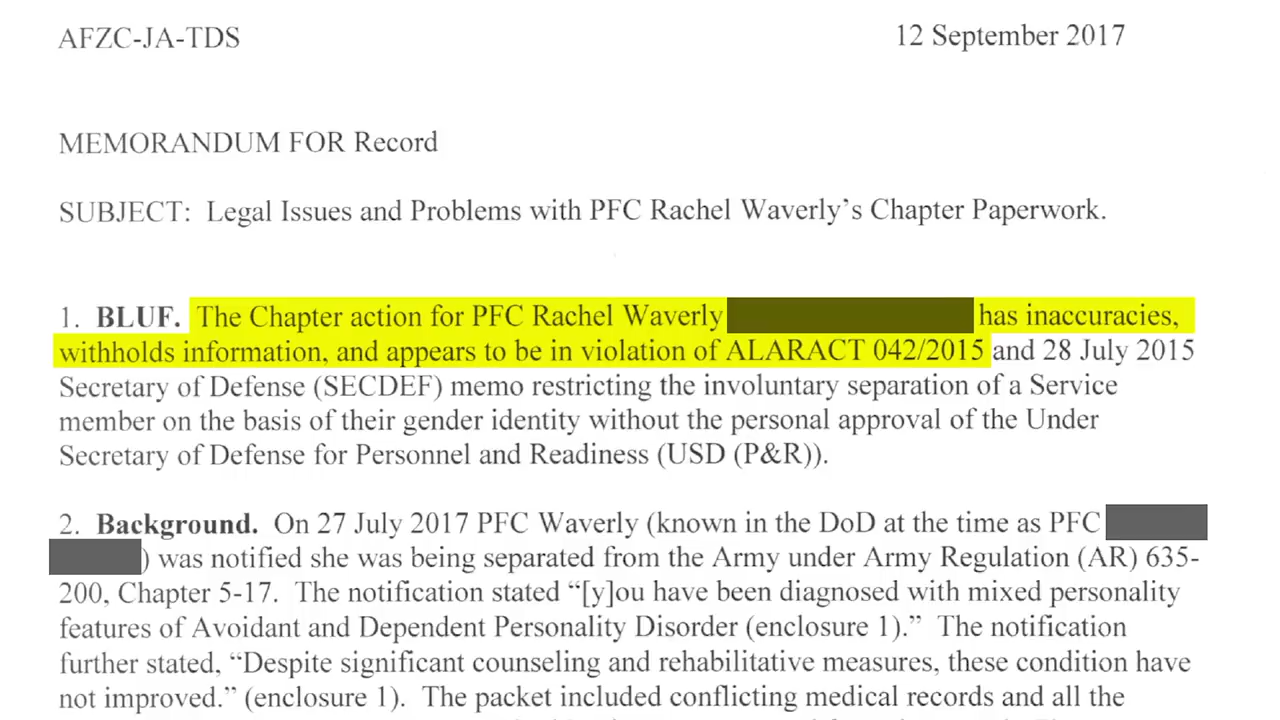 AFZC-JA-TDS 12 September 2017
MEMORANDUM FOR Record
SUBJECT: Legal Issues and Problems with PFC Rachel Waverly’s Chapter Paperwork.
1. BLUF. The Chapter action for PFC Rachel Waverly has inaccuracies,
withholds information, and appears to be in violation of ALARACT 042/2015 and 28 July 2015
Secretary of Defense (SECDEF) memo restricting the involuntary separation of a Service
member on the basis of their gender identity without the personal approval of the Under
Secretary of Defense for Personnel and Readiness (USD (P&R)).
2. Background. On 27 July 2017 PFC Waverly (known in the DoD at the time as PFC
) was notified she was being separated from the Army under Army Regulation (AR) 635-
200, Chapter 5-17. The notification stated “[y]ou have been diagnosed with mixed personality
features of Avoidant and Dependent Personality Disorder (enclosure 1).” The notification
further stated, “Despite significant counseling and rehabilitative measures, these condition have
not improved.” (enclosure 1). The packet included conflicting medical records and all the